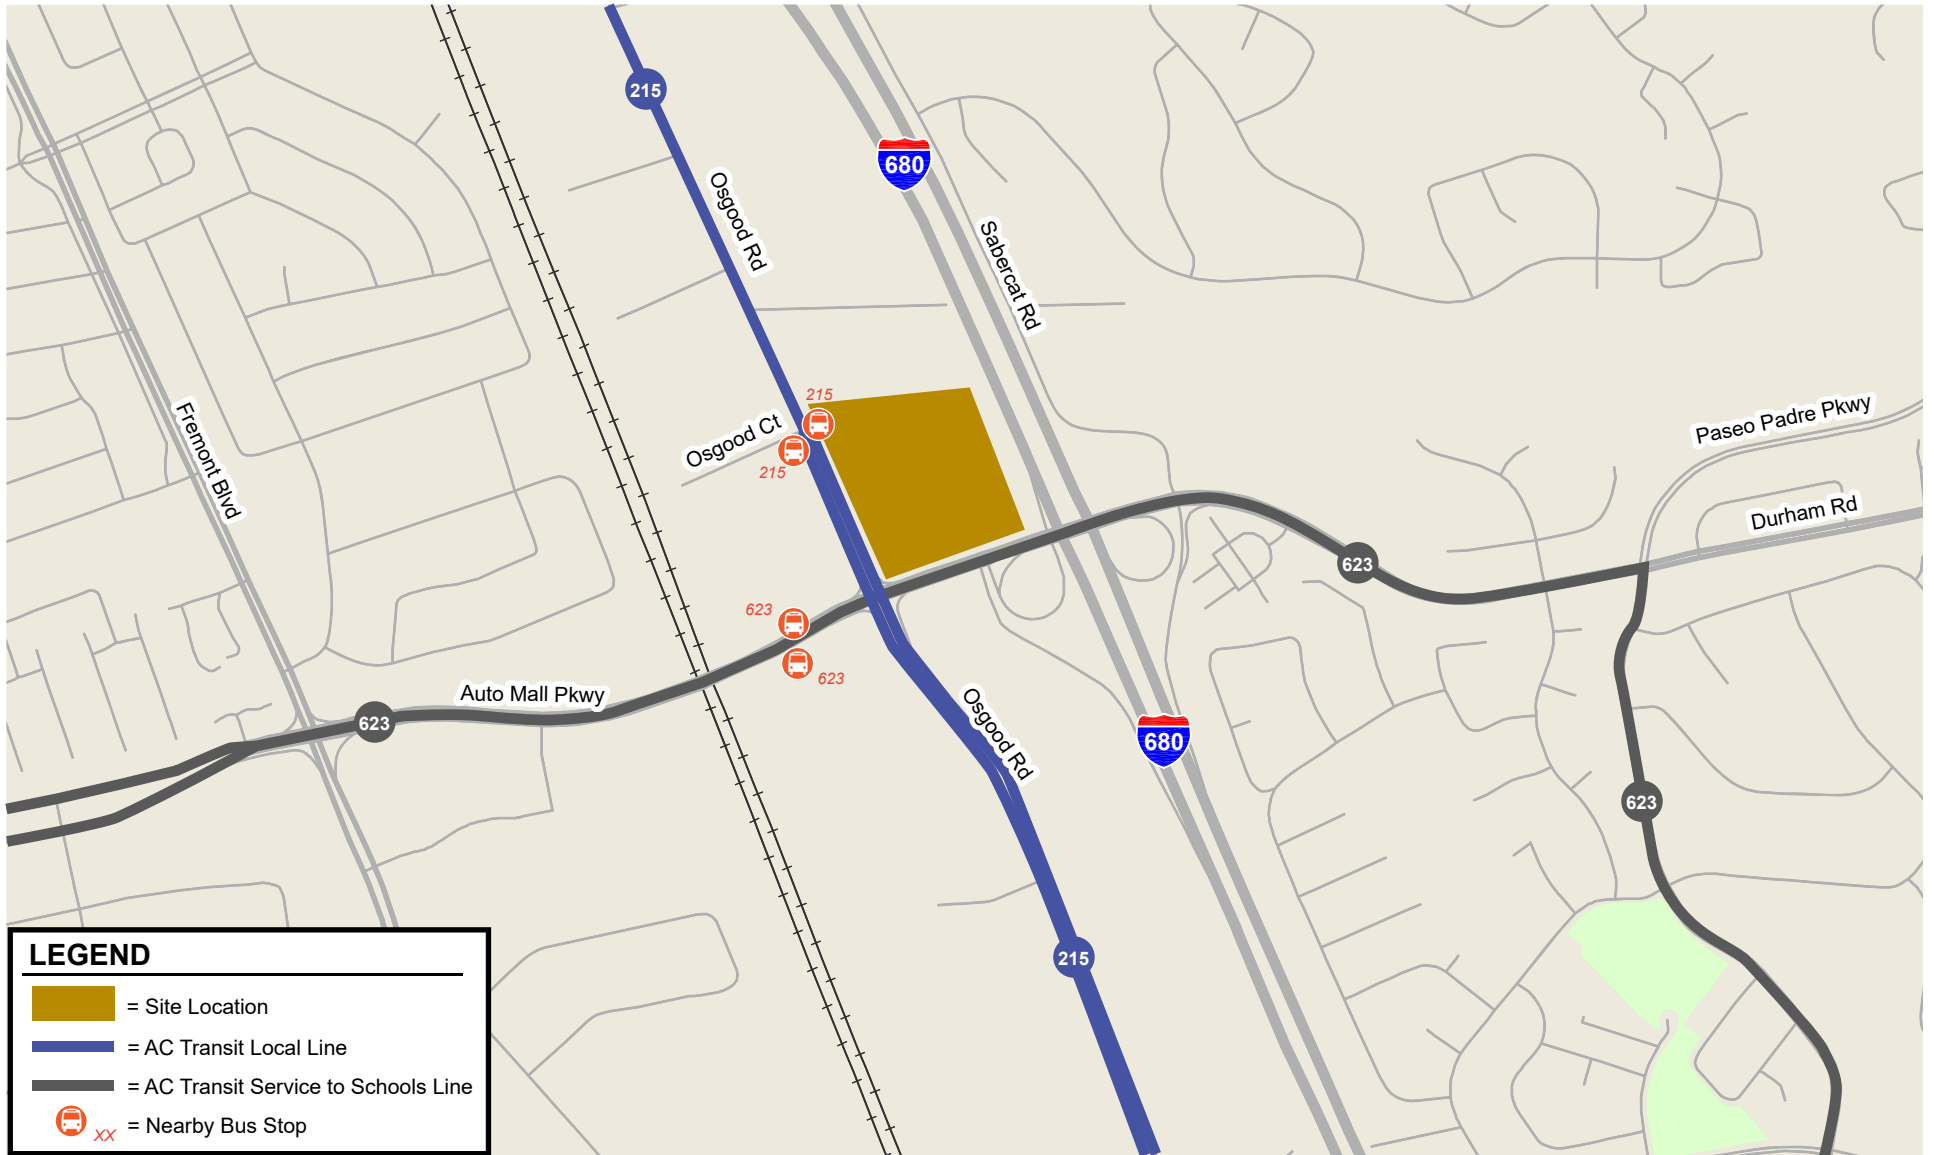 215
680
Osgood Rd
Sabercat Rd
215
Osgood Ct
215
Fremont Blvd
Paseo Padre Pkwy
Durham Rd
623
623
623
Auto Mall Pkwy
623
Osgood Rd
680
623
215
LEGEND
= Site Location
= AC Transit Local Line
= AC Transit Service to Schools Line
XX = Nearby Bus Stop